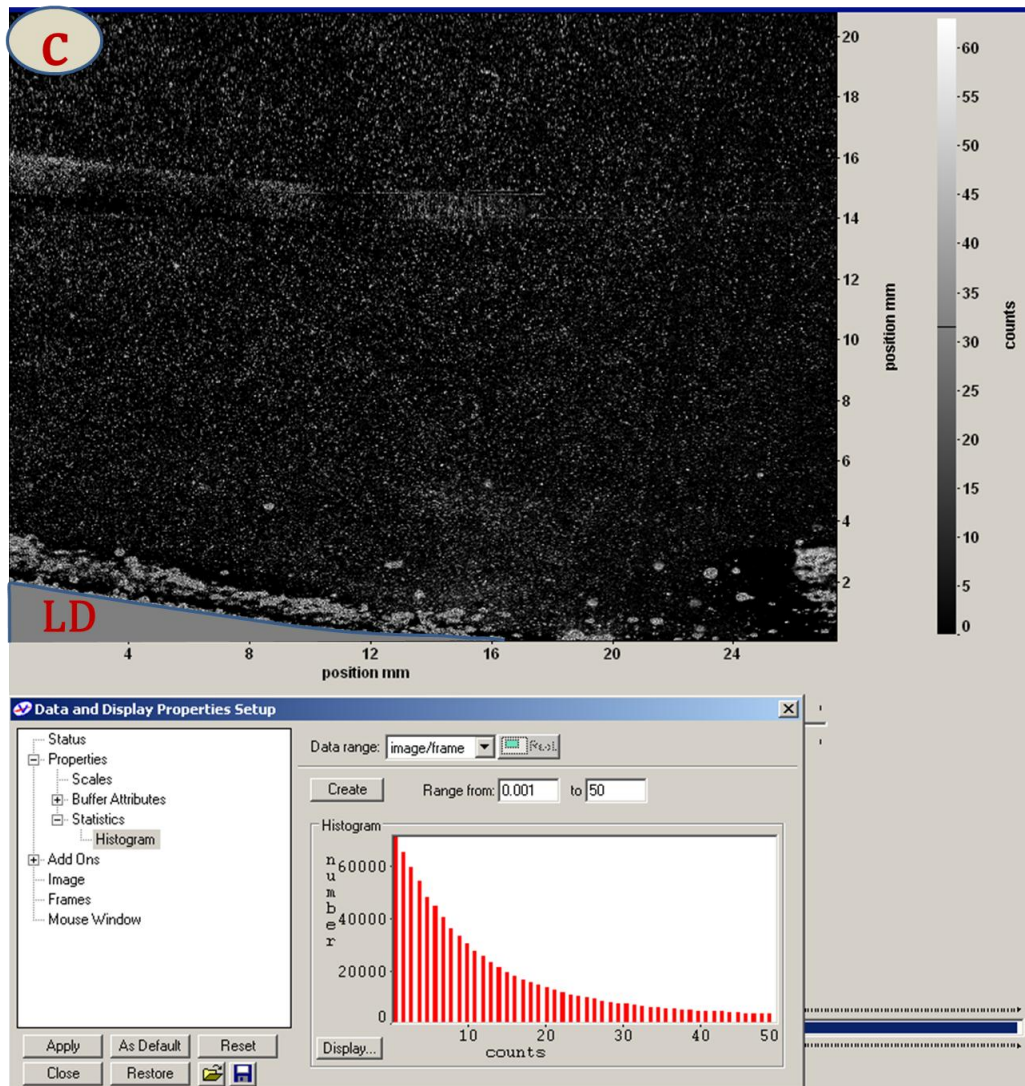 C
20
18
16
14
12
10
8
6
4
2
position mm
60
55
50
45
40
35
30
25
20
15
10
5
0
counts
LD
4 8 12 16 20 24
position mm
Data and Display Properties Setup
Status
Properties
Scales
Buffer Attributes
Statistics
Histogram
Add Ons
Image
Frames
Mouse Window
Apply As Default Reset
Close Restore
Data range: image/frame
Create Range from: 0.001 to 50
Histogram
number
60000
40000
20000
0
10 20 30 40 50
counts
Display...